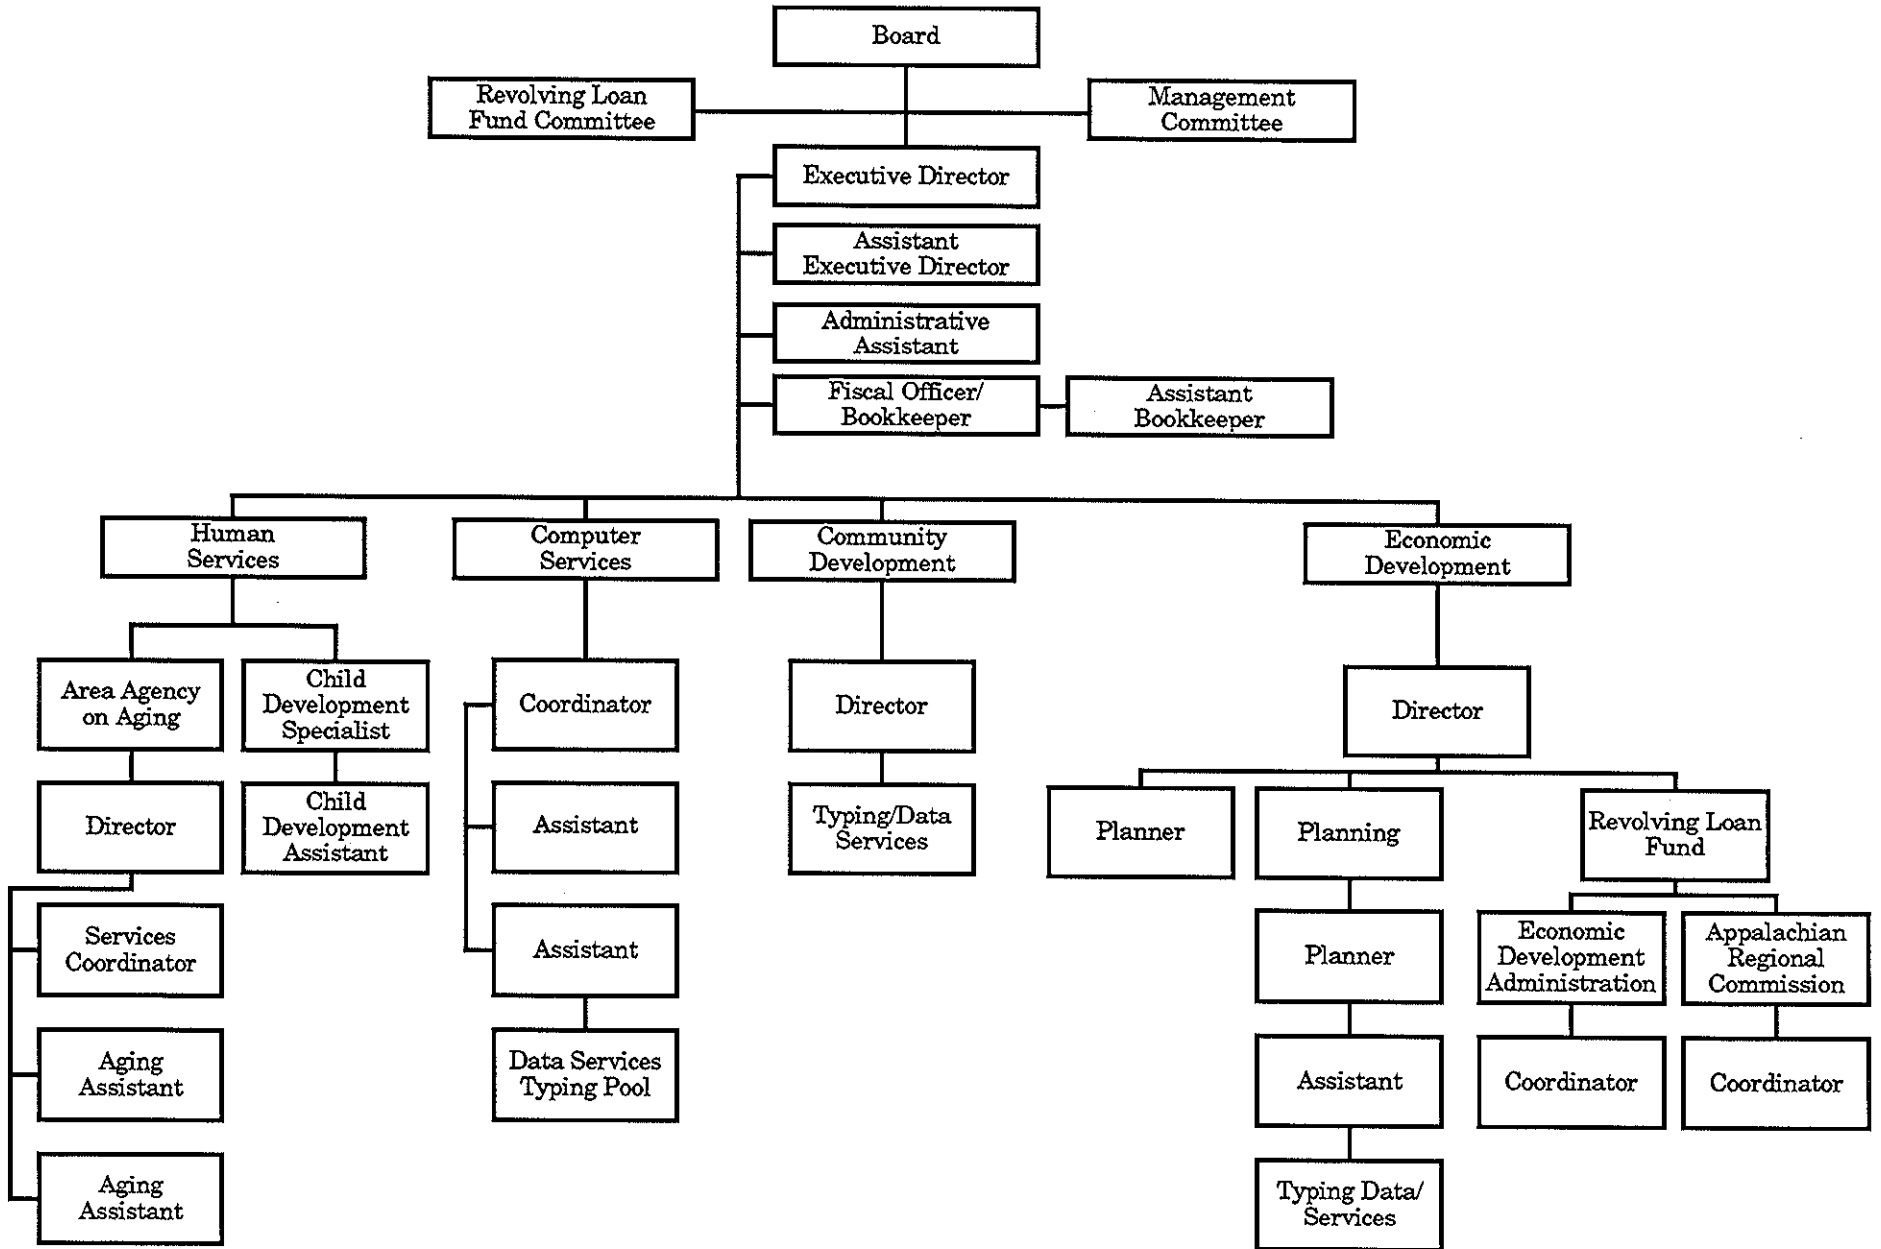 Board
Revolving Loan
Fund Committee
Management
Committee
Executive Director
Assistant
Executive Director
Administrative
Assistant
Fiscal Officer/
Bookkeeper
Assistant
Bookkeeper
Human
Services
Computer
Services
Community
Development
Economic
Development
Area Agency
on Aging
Child
Development
Specialist
Coordinator
Director
Director
Director
Child
Development
Assistant
Assistant
Typing/Data
Services
Planner
Planning
Revolving Loan
Fund
Services
Coordinator
Assistant
Planner
Economic
Development
Administration
Appalachian
Regional
Commission
Aging
Assistant
Data Services
Typing Pool
Assistant
Coordinator
Coordinator
Aging
Assistant
Typing Data/
Services